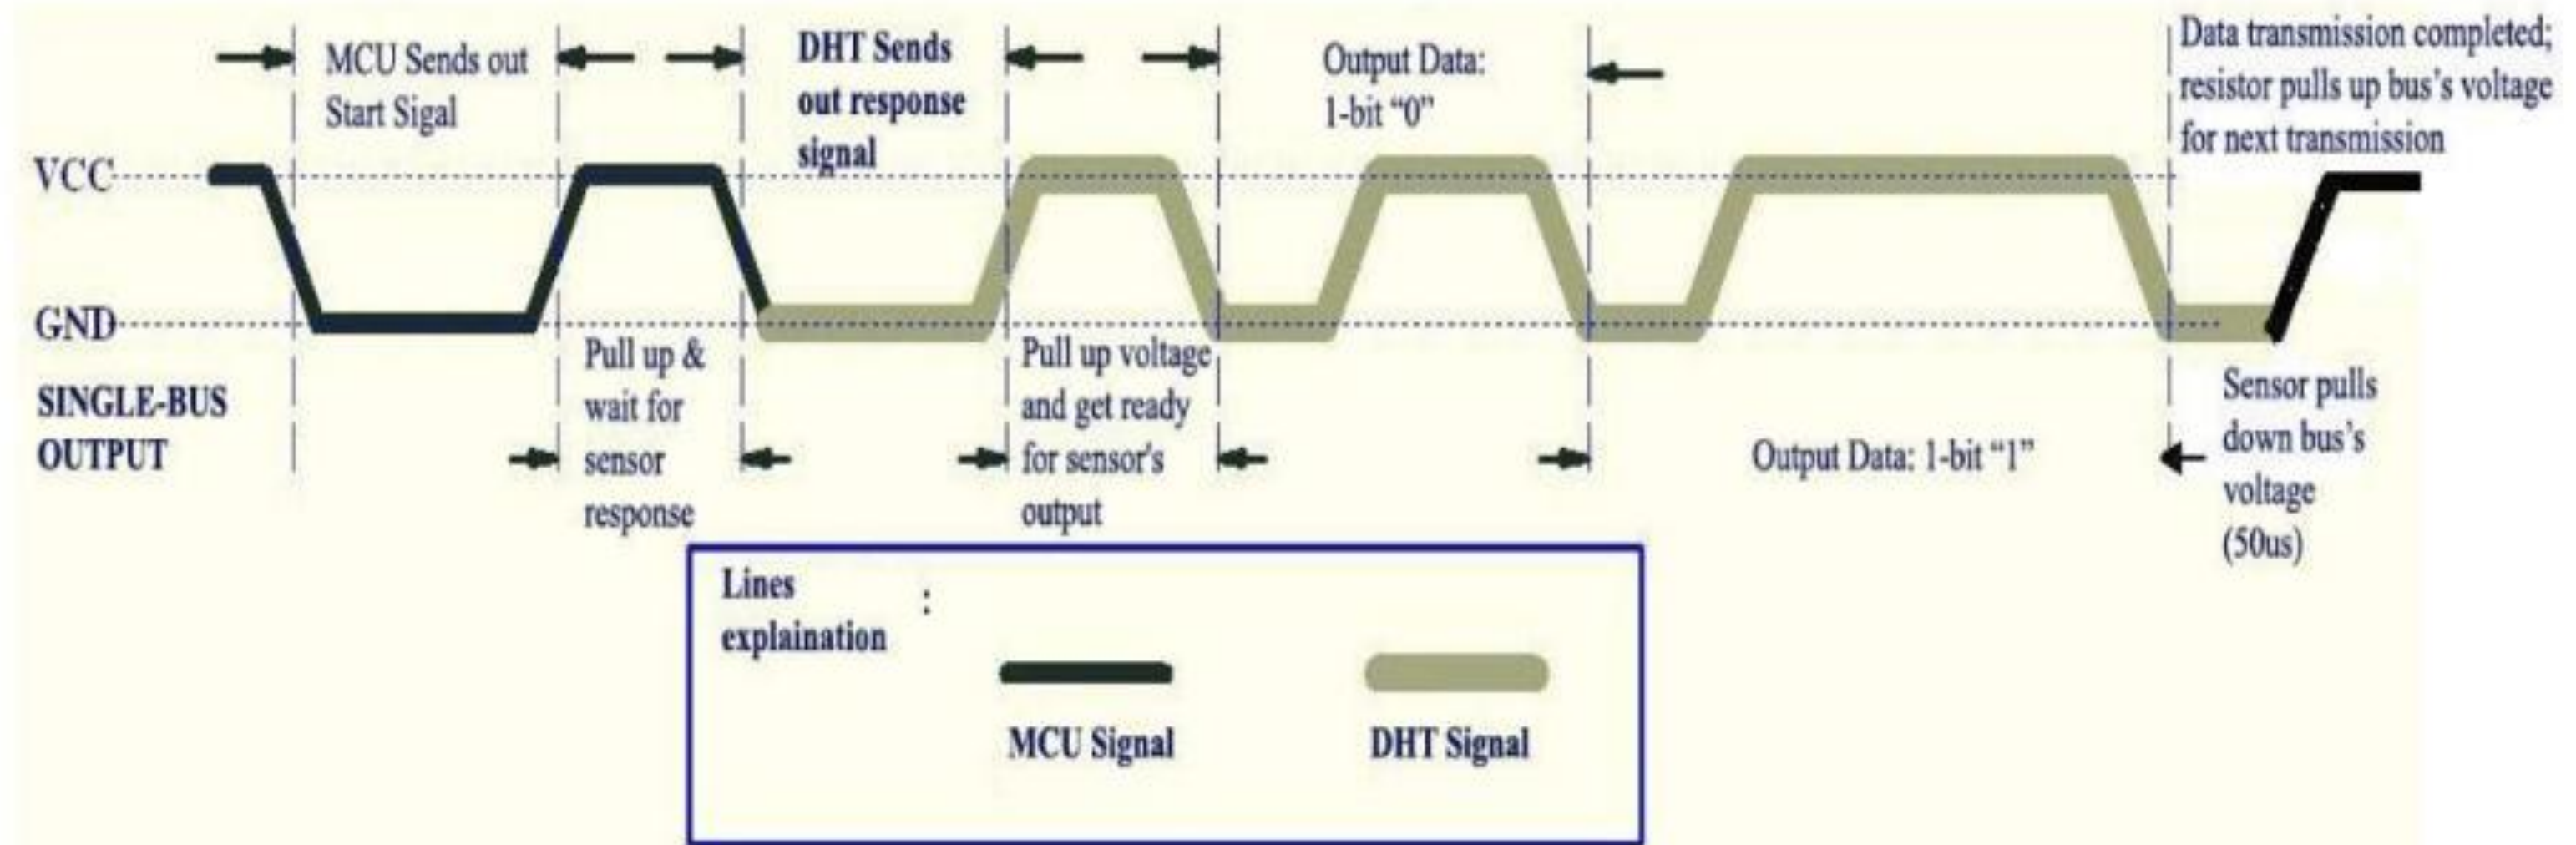 MCU Sends out
Start Sigal
DHT Sends
out response
signal
Output Data:
1-bit “0”
Data transmission completed;
resistor pulls up bus’s voltage
for next transmission
VCC
GND
SINGLE-BUS
OUTPUT
Pull up &
wait for
sensor
response
Pull up voltage
and get ready
for sensor's
output
Output Data: 1-bit “1”
Sensor pulls
down bus’s
voltage
(50us)
Lines
explaination :
MCU Signal
DHT Signal